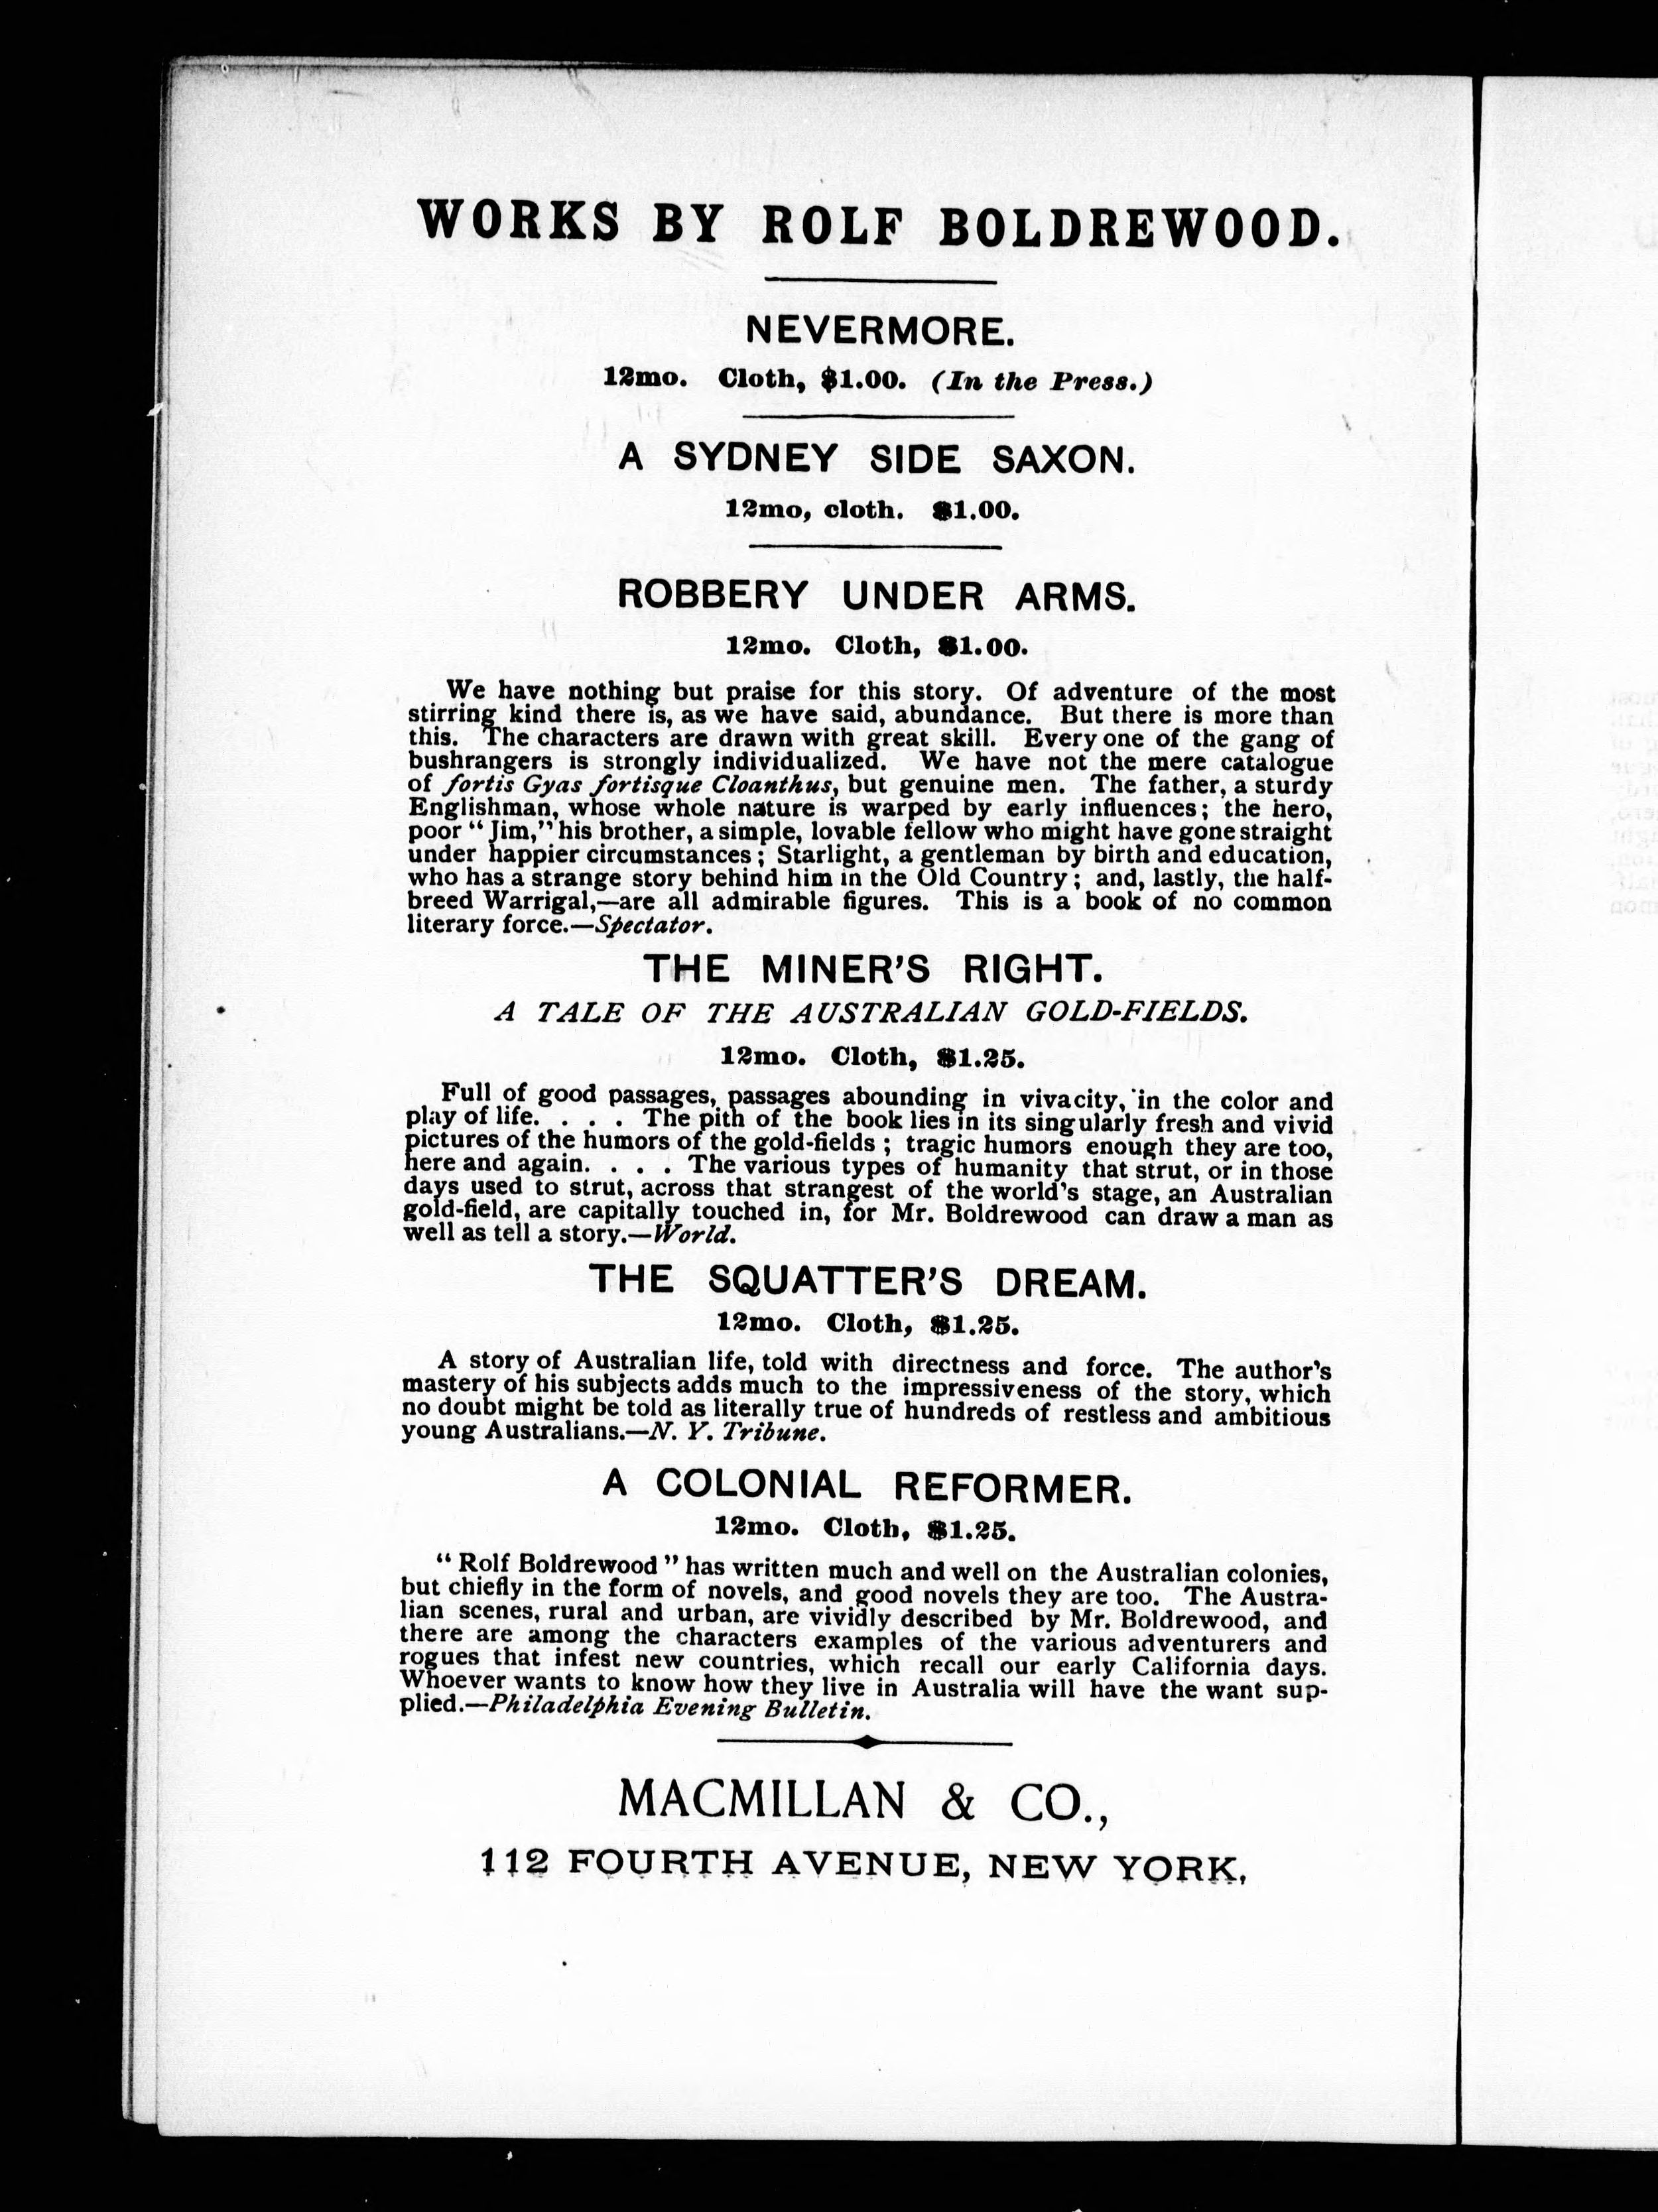 WORKS BY ROLF BOLDREWOOD.
NEVERMORE.
12mo. Cloth, $1.00. (In the Press.)
A SYDNEY SIDE SAXON.
12mo, cloth. $1.00.
ROBBERY UNDER ARMS.
12mo. Cloth, $1.00.
We have nothing but praise for this story. Of adventure of the most
stirring kind there is, as we have said, abundance. But there is more than
this. The characters are drawn with great skill. Every one of the gang of
bushrangers is strongly individualized. We have not the mere catalogue
of fortis Gyas fortisque Cloanthus, but genuine men. The father, a sturdy
Englishman, whose whole nature is warped by early influences; the hero,
poor "Jim," his brother, a simple, lovable fellow who might have gone straight
under happier circumstances; Starlight, a gentleman by birth and education,
who has a strange story behind him in the Old Country; and, lastly, the half-
breed Warrigal,—are all admirable figures. This is a book of no common
literary force.—Spectator.
THE MINER'S RIGHT.
A TALE OF THE AUSTRALIAN GOLD-FIELDS.
12mo. Cloth, $1.25.
Full of good passages, passages abounding in vivacity, in the color and
play of life. . . . The pith of the book lies in its singularly fresh and vivid
pictures of the humors of the gold-fields; tragic humors enough they are too,
here and again. . . . The various types of humanity that strut, or in those
days used to strut, across that strangest of the world's stage, an Australian
gold-field, are capitally touched in, for Mr. Boldrewood can draw a man as
well as tell a story.—World.
THE SQUATTER'S DREAM.
12mo. Cloth, $1.25.
A story of Australian life, told with directness and force. The author's
mastery of his subjects adds much to the impressiveness of the story, which
no doubt might be told as literally true of hundreds of restless and ambitious
young Australians.—N. Y. Tribune.
A COLONIAL REFORMER.
12mo. Cloth, $1.25.
"Rolf Boldrewood" has written much and well on the Australian colonies,
but chiefly in the form of novels, and good novels they are too. The Austra-
lian scenes, rural and urban, are vividly described by Mr. Boldrewood, and
there are among the characters examples of the various adventurers and
rogues that infest new countries, which recall our early California days.
Whoever wants to know how they live in Australia will have the want sup-
plied.—Philadelphia Evening Bulletin.
MACMILLAN & CO.,
112 FOURTH AVENUE, NEW YORK,